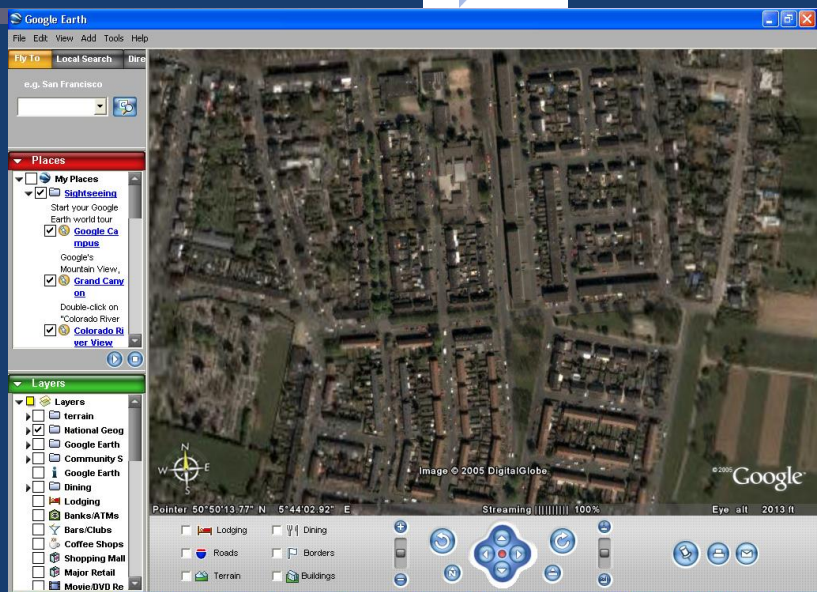 Google Earth
File Edit View Add Tools Help
Fly To Local Search Dire
e.g. San Francisco
Places
My Places
Sightseeing
Start your Google
Earth world tour
Google Ca
mpus
Google's
Mountain View,
Grand Cany
on
Double-click on
"Colorado River
Colorado Ri
ver View
Layers
Layers
terrain
National Geog
Google Earth
Community S
Google Earth
Dining
Lodging
Banks/ATMs
Bars/Clubs
Coffee Shops
Shopping Mall
Major Retail
Movie/DVD Re
N
W E
S
Image © 2005 DigitalGlobe
© 2005 Google
Pointer 50°50'13.77" N 5°44'02.92" E Streaming ||||||||| 100% Eye alt 2013 ft
Lodging Dining
Roads Borders
Terrain Buildings
N